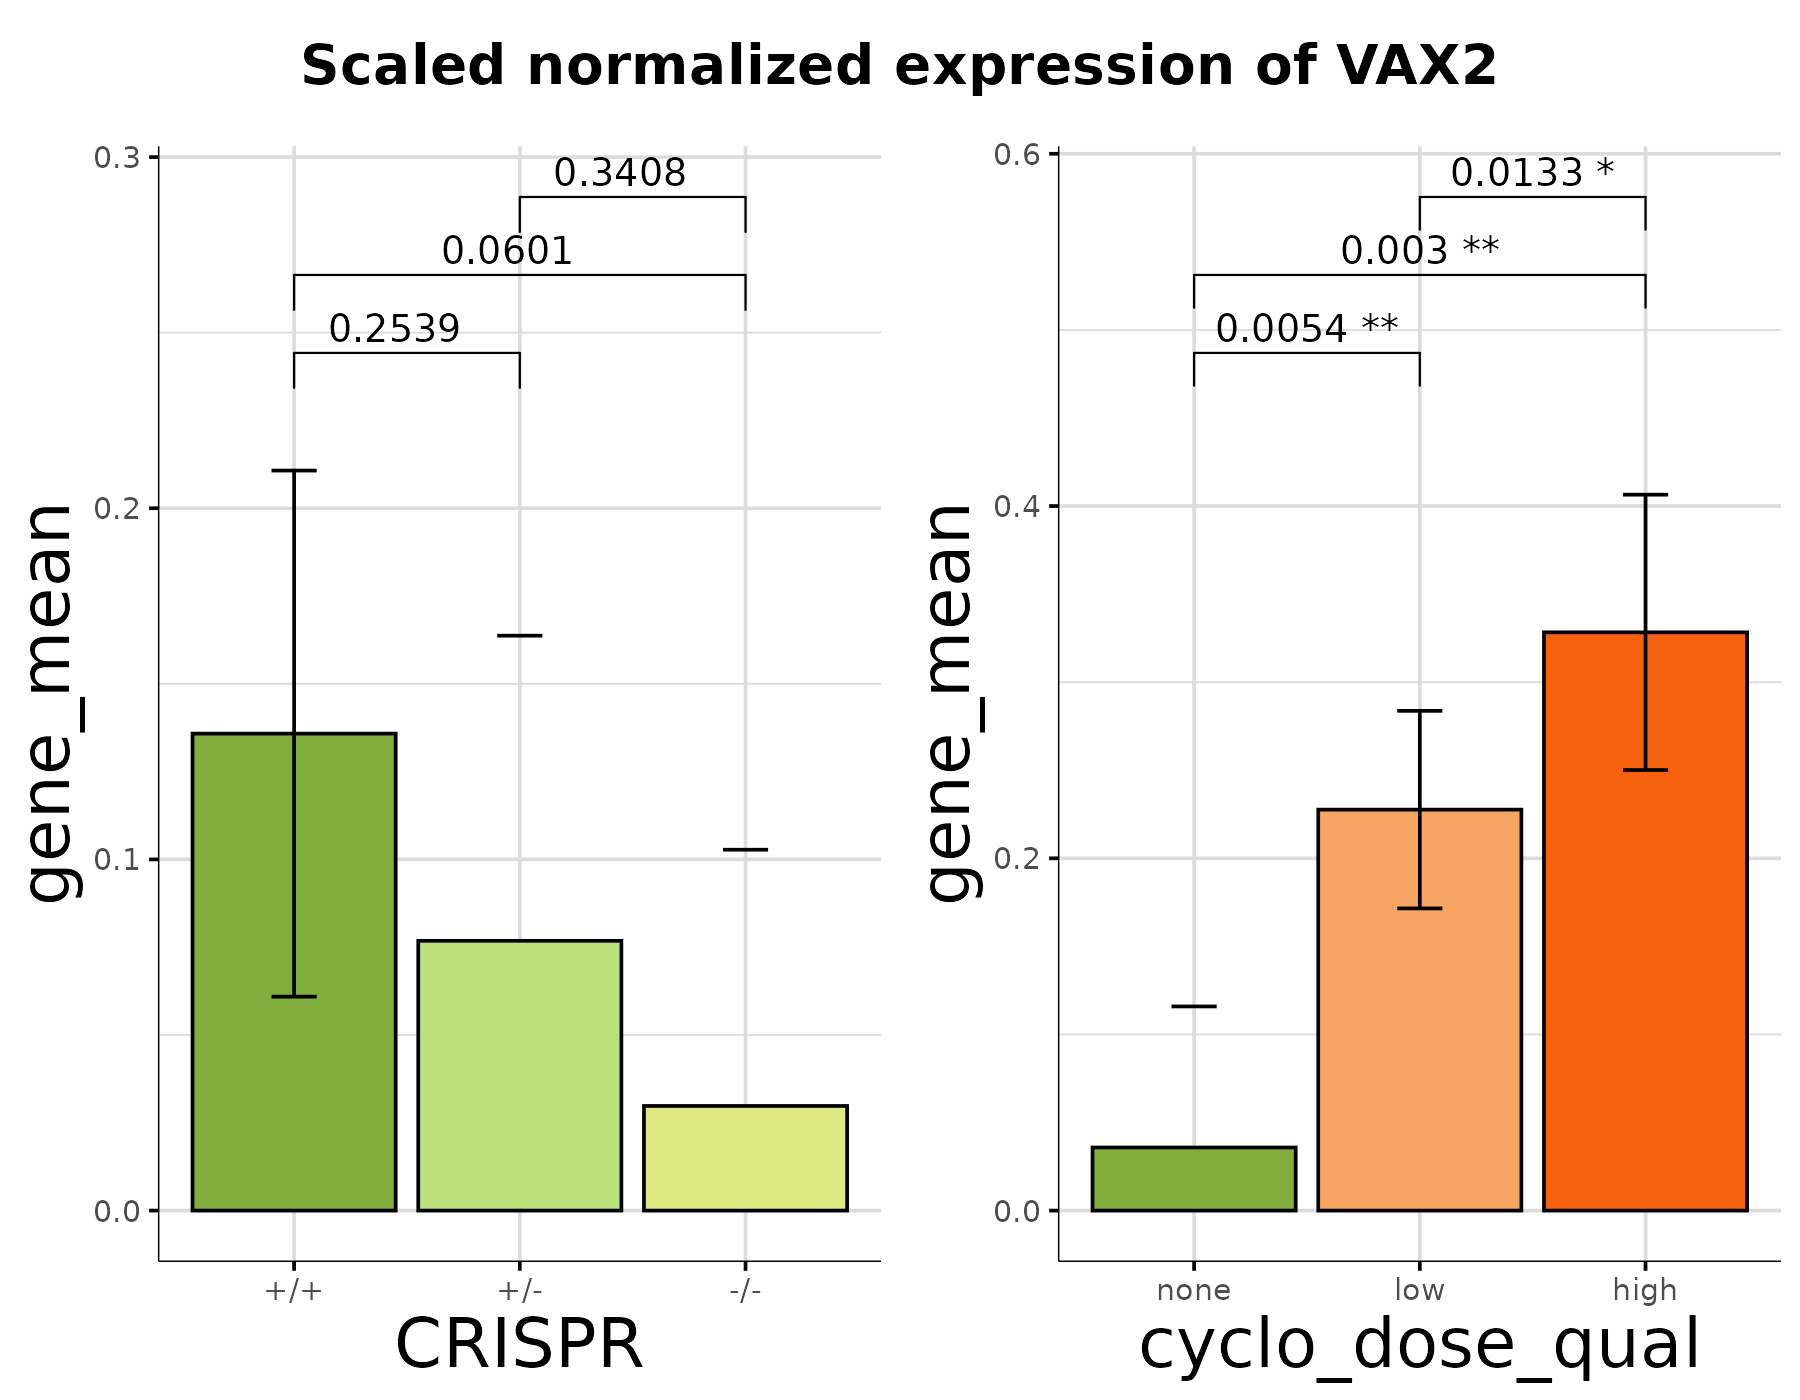 Scaled normalized expression of VAX2
gene_mean
0.3
0.2
0.1
0.0
0.3408
0.0601
0.2539
+/+ +/- -/-
CRISPR
gene_mean
0.6
0.4
0.2
0.0
0.0133 *
0.003 **
0.0054 **
none low high
cyclo_dose_qual